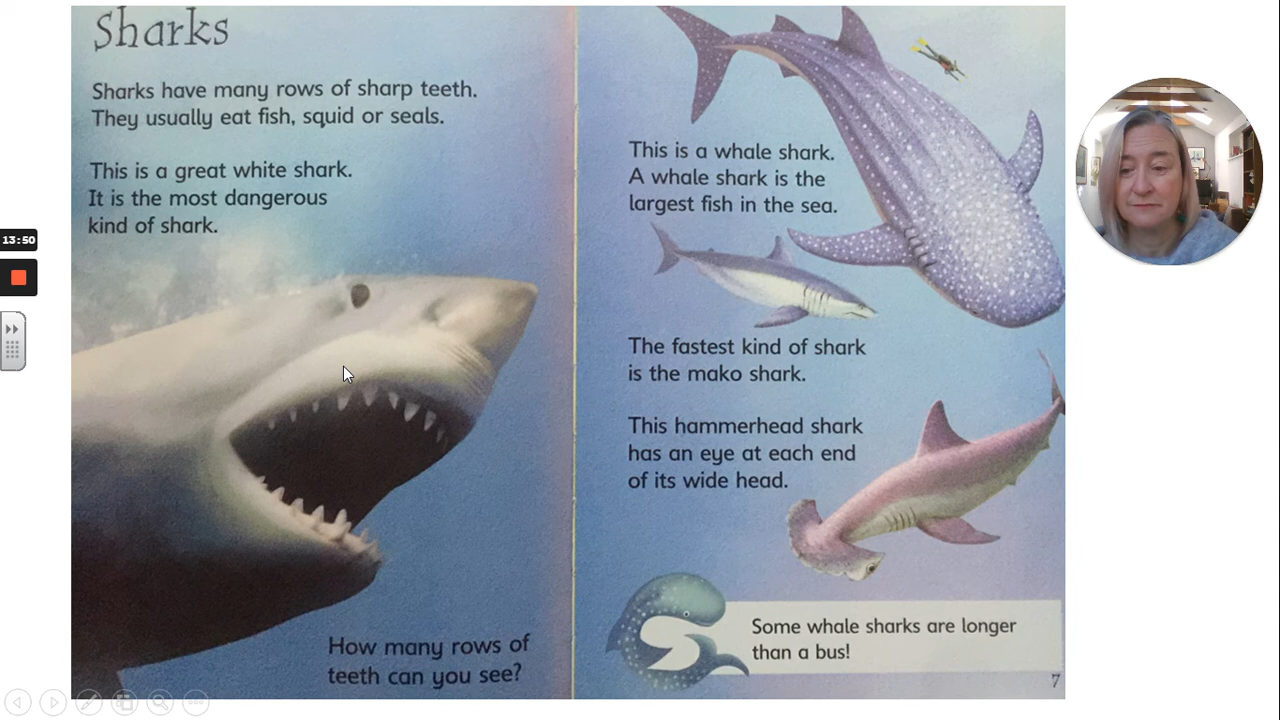 Sharks
Sharks have many rows of sharp teeth.
They usually eat fish, squid or seals.
This is a great white shark.
It is the most dangerous
kind of shark.
How many rows of
teeth can you see?
This is a whale shark.
A whale shark is the
largest fish in the sea.
The fastest kind of shark
is the mako shark.
This hammerhead shark
has an eye at each end
of its wide head.
Some whale sharks are longer
than a bus!
7
13:50